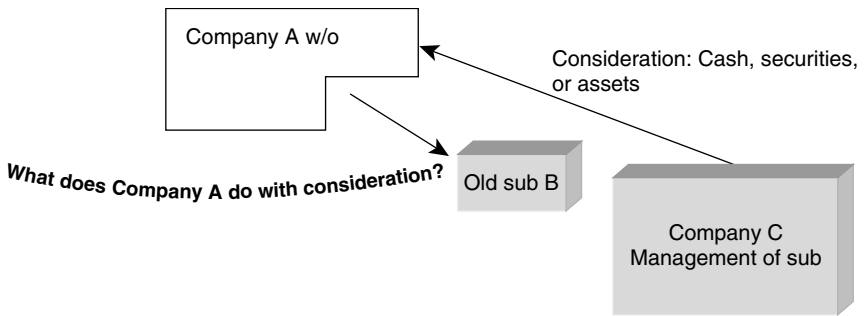 Company A w/o
Consideration: Cash, securities,
or assets
What does Company A do with consideration?
Old sub B
Company C
Management of sub